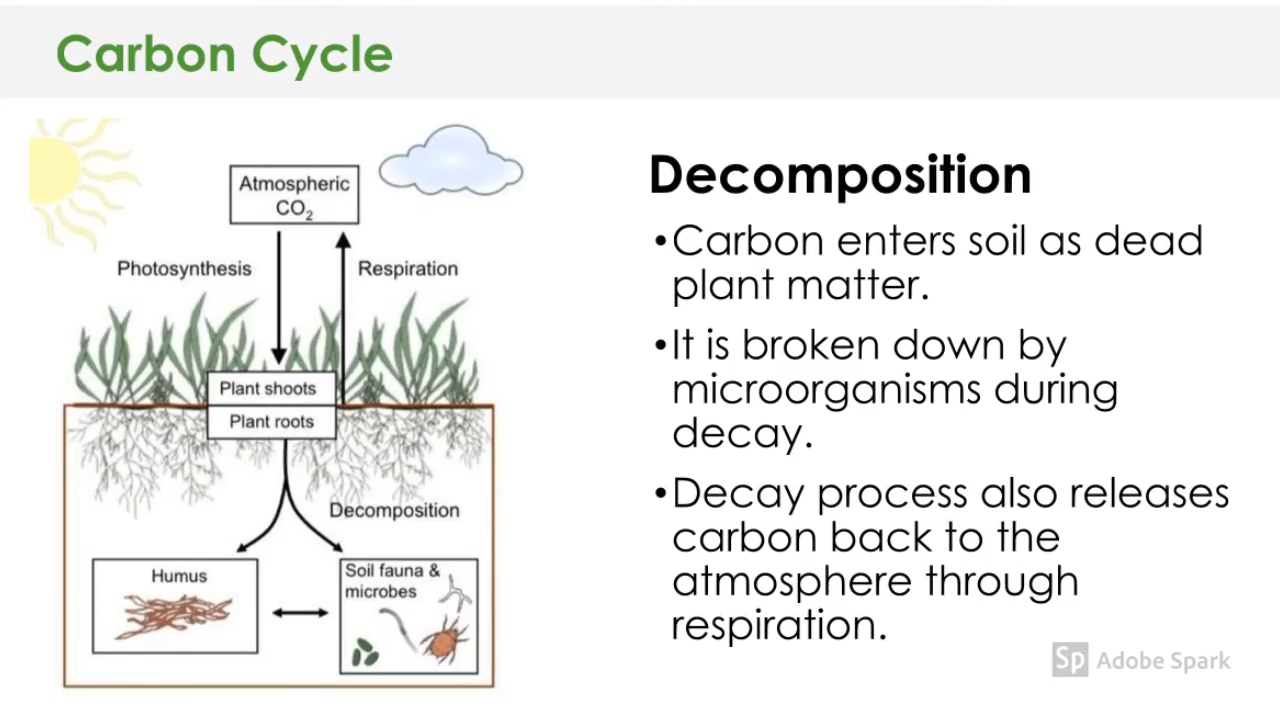 Carbon Cycle
Atmospheric
CO₂
Photosynthesis
Respiration
Plant shoots
Plant roots
Decomposition
Humus
Soil fauna &
microbes
Decomposition
•Carbon enters soil as dead
plant matter.
•It is broken down by
microorganisms during
decay.
•Decay process also releases
carbon back to the
atmosphere through
respiration.
Sp Adobe Spark